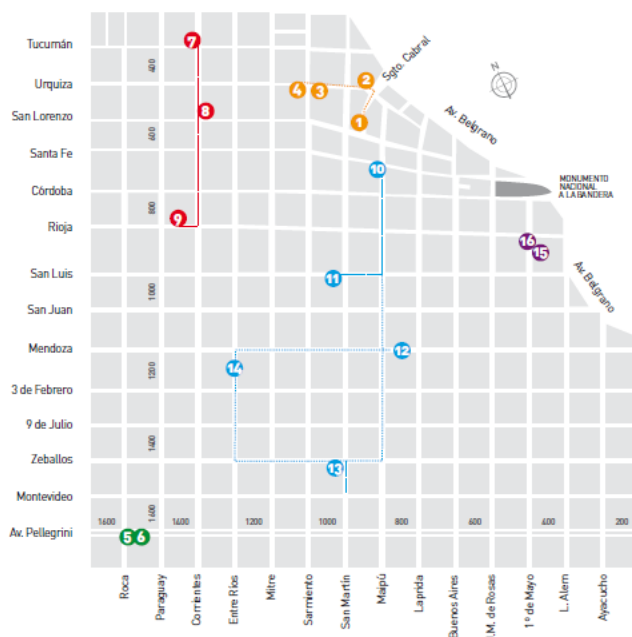 Tucumán
Urquiza
San Lorenzo
Santa Fe
Córdoba
Rioja
San Luis
San Juan
Mendoza
3 de Febrero
9 de Julio
Zeballos
Montevideo
Av. Pellegrini
400
600
800
1000
1200
1400
1600
7
8
9
4
3
2
1
Sgto. Cabral
N
Av. Belgrano
10
MONUMENTO
NACIONAL
A LA BANDERA
16
15
Av. Belgrano
11
12
14
13
5
6
1600
1400
1200
1000
800
600
400
200
Roca
Paraguay
Corrientes
Entre Ríos
Mitre
Sarmiento
San Martín
Maipú
Laprida
Buenos Aires
J.M. de Rosas
1º de Mayo
L. Alem
Ayacucho